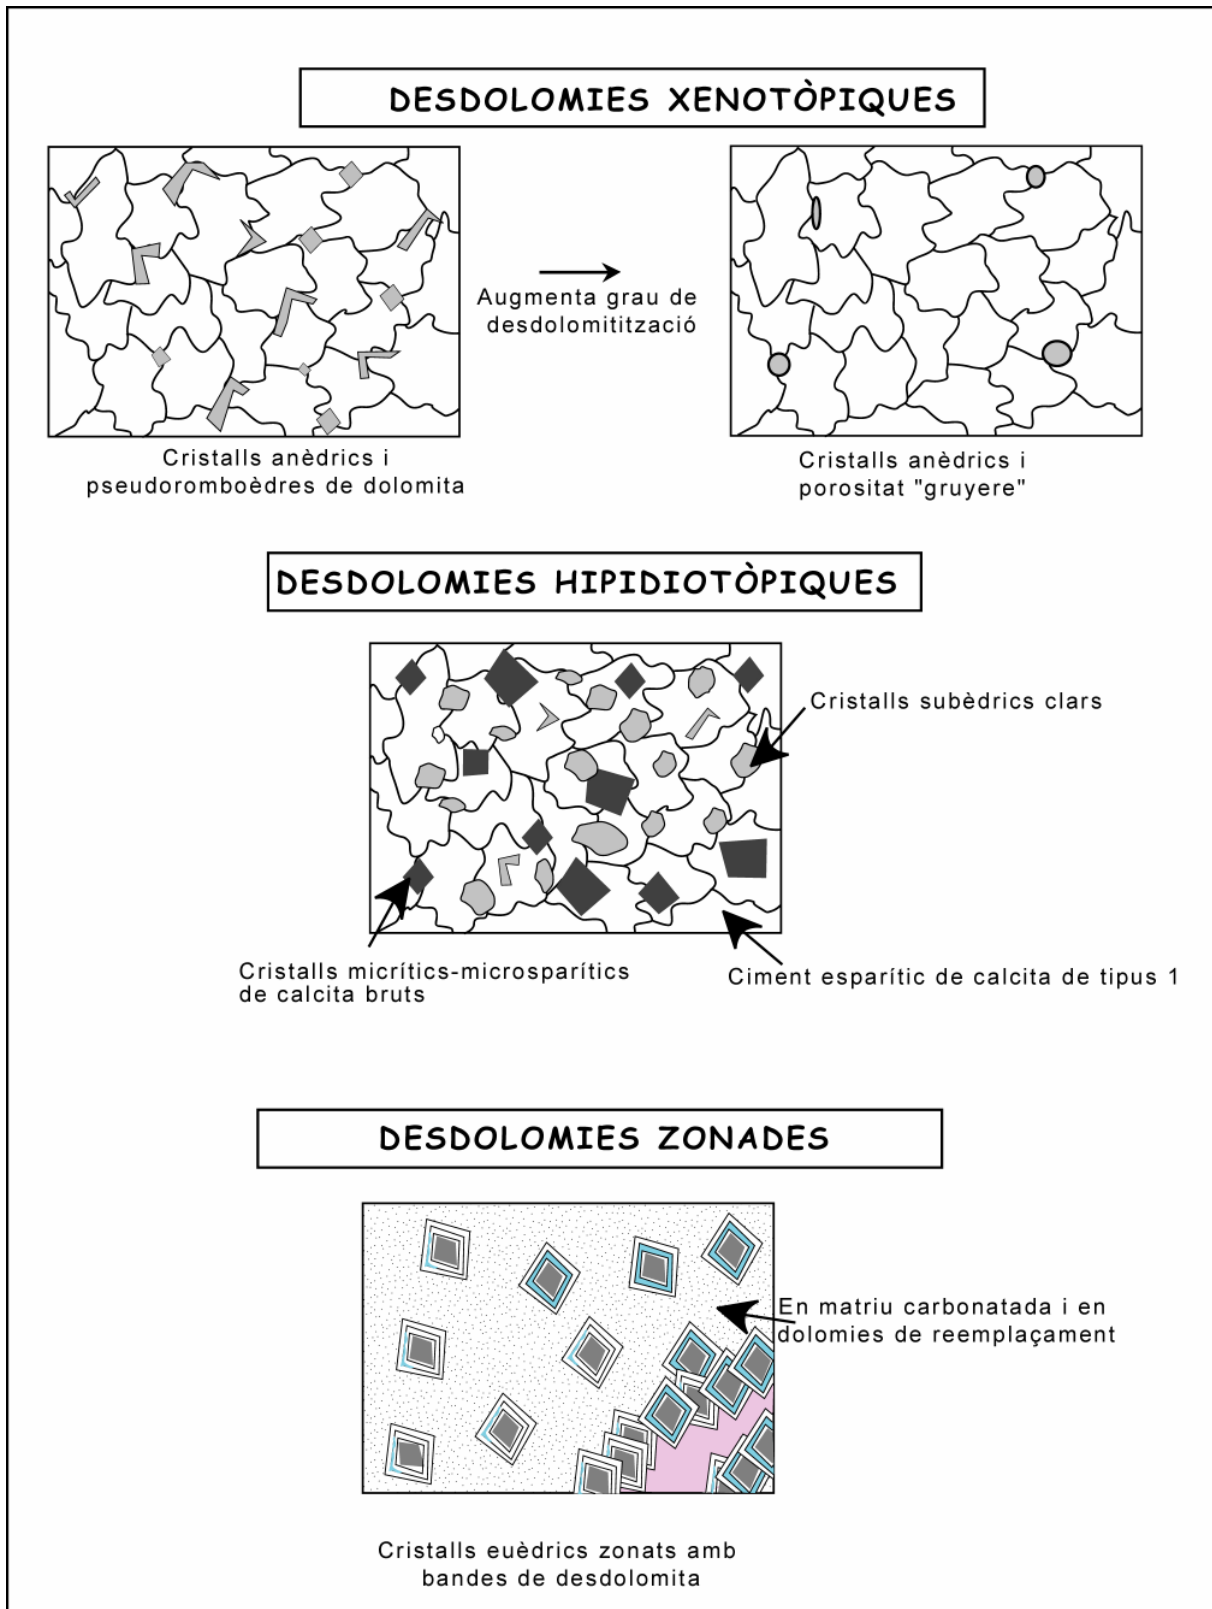 DESDOLOMIES XENOTÒPIQUES
Augmenta grau de
desdolomitització
Cristalls anèdrics i
pseudoromboèdres de dolomita
Cristalls anèdrics i
porositat "gruyere"
DESDOLOMIES HIPIDIOTÒPIQUES
Cristalls subèdrics clars
Cristalls micrítics-microsparítics
de calcita bruts
Ciment esparític de calcita de tipus 1
DESDOLOMIES ZONADES
En matriu carbonatada i en
dolomies de reemplaçament
Cristalls euèdrics zonats amb
bandes de desdolomita